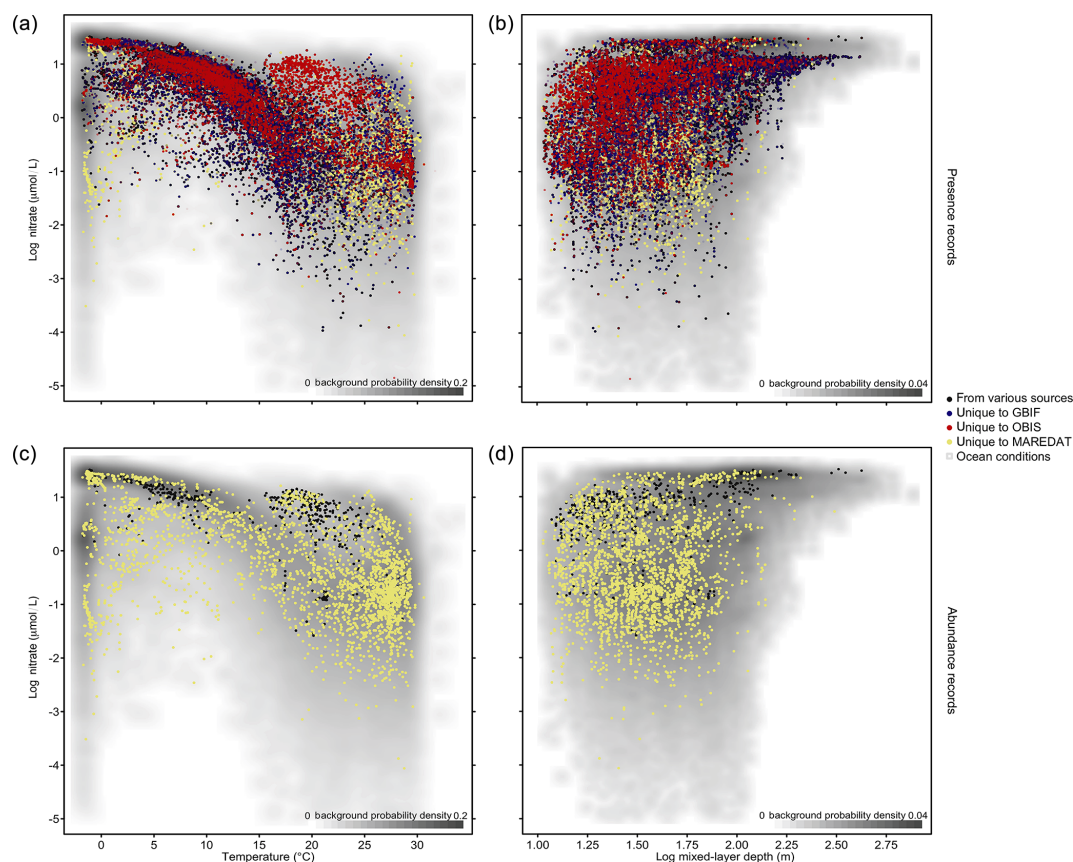 (a)
(b)
1
0
-1
-2
-3
-4
-5
Log nitrate (µmol/L)
0 background probability density 0.2
0 background probability density 0.04
Presence records
From various sources
Unique to GBIF
Unique to OBIS
Unique to MAREDAT
Ocean conditions
(c)
(d)
1
0
-1
-2
-3
-4
-5
Log nitrate (µmol/L)
0 background probability density 0.2
0 background probability density 0.04
Abundance records
0 5 10 15 20 25 30
1.00 1.25 1.50 1.75 2.00 2.25 2.50 2.75
Temperature (°C)
Log mixed-layer depth (m)